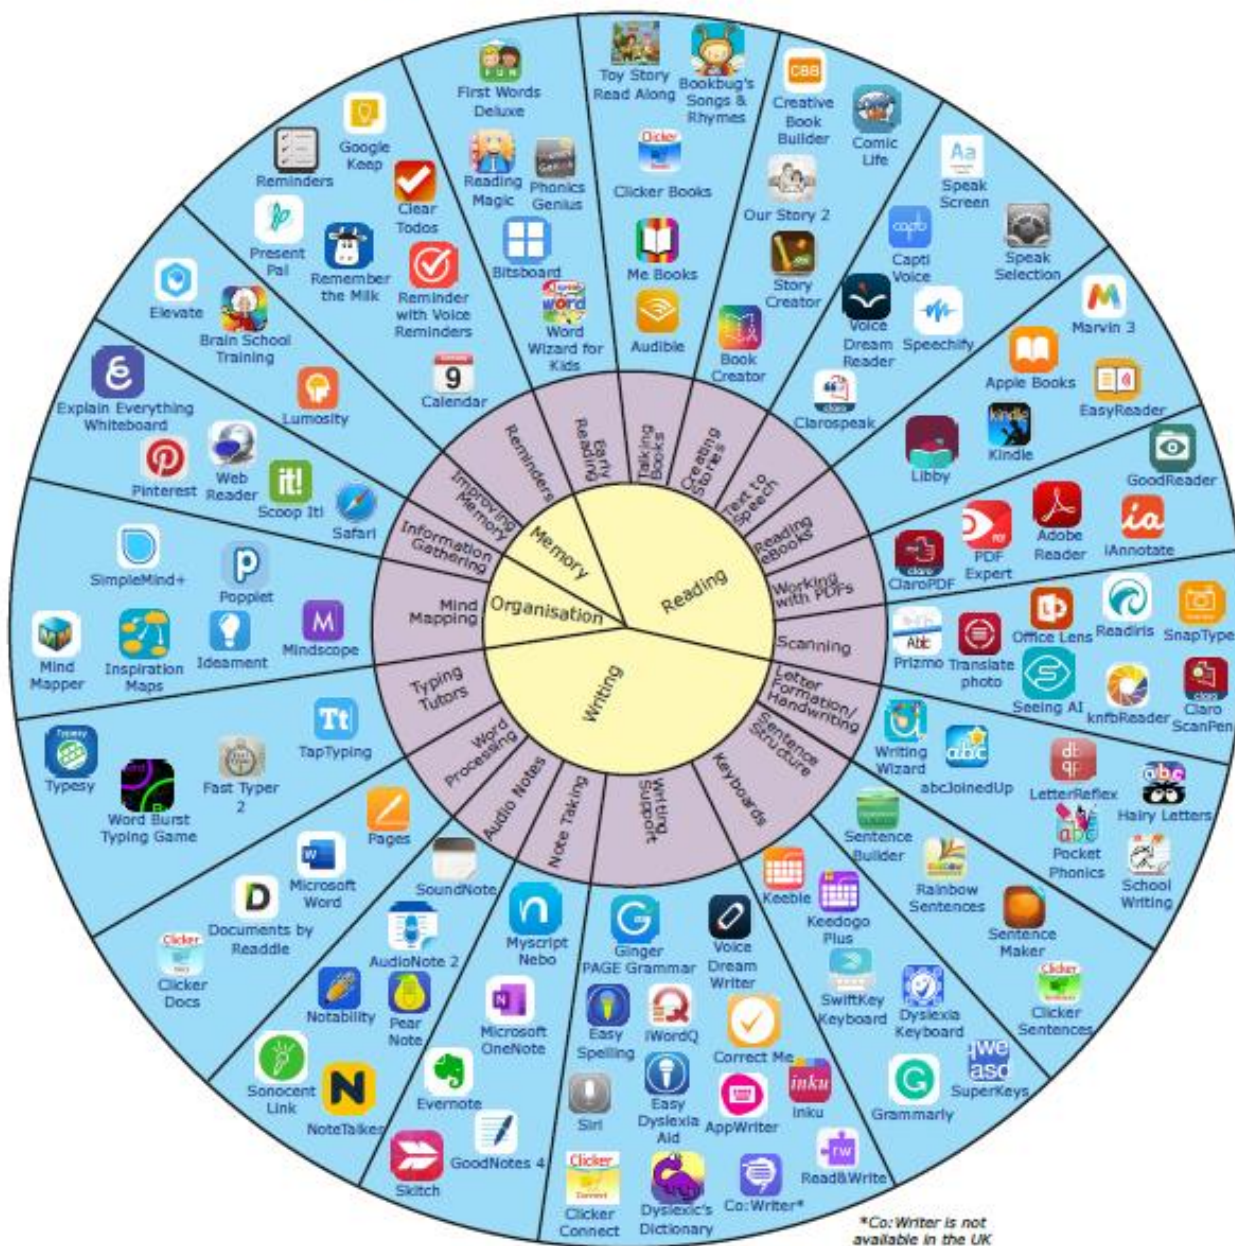 Memory
Reading
Organisation
Writing
Early
Reading
First Words
Deluxe
Reading
Magic
Phonics
Genius
Bitsboard
Word
Wizard for
Kids
Talking
Books
Toy Story
Read Along
Bookbug's
Songs &
Rhymes
Clicker Books
Me Books
Audible
Creating
Stories
CBB
Creative
Book
Builder
Comic
Life
Our Story 2
Story
Creator
Book
Creator
Text to
Speech
Aa
Speak
Screen
Capti
Voice
Speak
Selection
Voice
Dream
Reader
Speechify
Clarospeak
Reading
eBooks
Marvin 3
Apple Books
EasyReader
Kindle
Libby
Working
with PDFs
GoodReader
ClaroPDF
PDF
Expert
Adobe
Reader
iAnnotate
Scanning
Prizmo
Translate
photo
Office Lens
Readiris
SnapType
Seeing AI
knfbReader
Claro
ScanPen
Letter
Formation/
Handwriting
Writing
Wizard
abcJoinedUp
LetterReflex
Hairy Letters
Pocket
Phonics
School
Writing
Sentence
Structure
Sentence
Builder
Rainbow
Sentences
Sentence
Maker
Clicker
Sentences
Keyboards
Keeble
Keedogo
Plus
SwiftKey
Keyboard
Dyslexia
Keyboard
Grammarly
SuperKeys
Writing
Support
Ginger
PAGE Grammar
Voice
Dream
Writer
Easy
Spelling
iWordQ
Correct Me
Siri
Easy
Dyslexia
Aid
AppWriter
inku
Inku
Clicker
Connect
Dyslexic's
Dictionary
Co:Writer*
rw
Read&Write
Note Taking
Myscript
Nebo
Microsoft
OneNote
Evernote
Skitch
GoodNotes 4
Audio Notes
SoundNote
AudioNote 2
Notability
Pear
Note
Sonocent
Link
NoteTalkes
Word
Processing
Pages
Microsoft
Word
Documents by
Readdle
Clicker
Docs
Typing
Tutors
Tt
TapTyping
Typesy
Fast Typer
2
Word Burst
Typing Game
Mind
Mapping
SimpleMind+
Popplet
Mind
Mapper
Inspiration
Maps
Ideament
Mindscope
Information
Gathering
Explain Everything
Whiteboard
Pinterest
Web
Reader
it!
Scoop It!
Safari
Improving
Memory
Elevate
Brain School
Training
Lumosity
Reminders
Google
Keep
Reminders
Clear
Todos
Present
Pal
Remember
the Milk
Reminder
with Voice
Reminders
9
Calendar
*Co:Writer is not
available in the UK